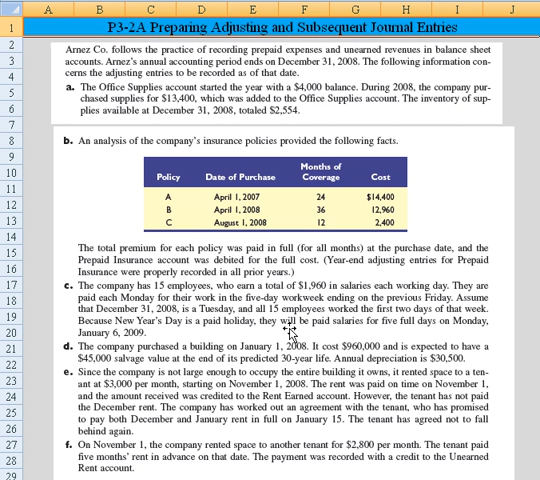 A B C D E F G H I J
1 P3-2A Preparing Adjusting and Subsequent Journal Entries
2 Arnez Co. follows the practice of recording prepaid expenses and unearned revenues in balance sheet
3 accounts. Arnez's annual accounting period ends on December 31, 2008. The following information con-
4 cerns the adjusting entries to be recorded as of that date.
5 a. The Office Supplies account started the year with a $4,000 balance. During 2008, the company pur-
chased supplies for $13,400, which was added to the Office Supplies account. The inventory of sup-
6 plies available at December 31, 2008, totaled $2,554.
7
8 b. An analysis of the company's insurance policies provided the following facts.
9
10 Policy Date of Purchase Months of Coverage Cost
11 A April 1, 2007 24 $14,400
12 B April 1, 2008 36 12,960
13 C August 1, 2008 12 2,400
14
15 The total premium for each policy was paid in full (for all months) at the purchase date, and the
Prepaid Insurance account was debited for the full cost. (Year-end adjusting entries for Prepaid
16 Insurance were properly recorded in all prior years.)
17 c. The company has 15 employees, who earn a total of $1,960 in salaries each working day. They are
paid each Monday for their work in the five-day workweek ending on the previous Friday. Assume
18 that December 31, 2008, is a Tuesday, and all 15 employees worked the first two days of that week.
19 Because New Year's Day is a paid holiday, they will be paid salaries for five full days on Monday,
20 January 6, 2009.
21 d. The company purchased a building on January 1, 2008. It cost $960,000 and is expected to have a
22 $45,000 salvage value at the end of its predicted 30-year life. Annual depreciation is $30,500.
23 e. Since the company is not large enough to occupy the entire building it owns, it rented space to a ten-
ant at $3,000 per month, starting on November 1, 2008. The rent was paid on time on November 1,
24 and the amount received was credited to the Rent Earned account. However, the tenant has not paid
25 the December rent. The company has worked out an agreement with the tenant, who has promised
to pay both December and January rent in full on January 15. The tenant has agreed not to fall
26 behind again.
27 f. On November 1, the company rented space to another tenant for $2,800 per month. The tenant paid
28 five months' rent in advance on that date. The payment was recorded with a credit to the Unearned
29 Rent account.